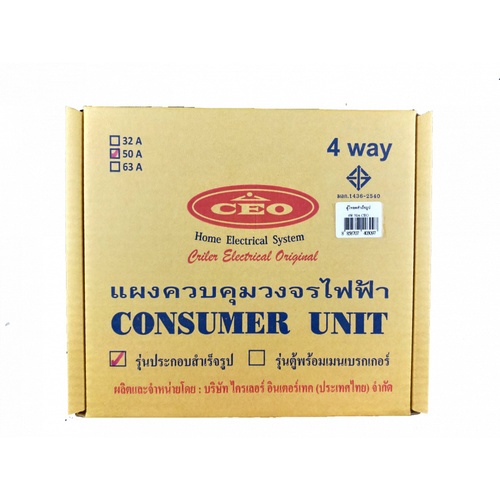 32 A
50 A
63 A
4 way
มอก.1436-2540
CEO
Home Electrical System
Criter Electrical Original
แผงควบคุมวงจรไฟฟ้า
CONSUMER UNIT
รุ่นประกอบสำเร็จรูป
รุ่นตู้พร้อมเมนเบรกเกอร์
ผลิตและจำหน่ายโดย : บริษัท ไครเลอร์ อินเตอร์เทค (ประเทศไทย) จำกัด